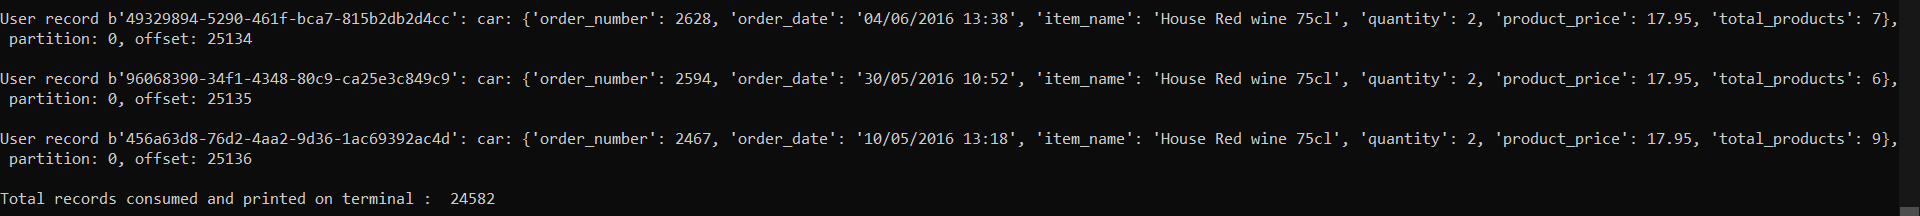 User record b'49329894-5290-461f-bca7-815b2db2d4cc': car: {'order_number': 2628, 'order_date': '04/06/2016 13:38', 'item_name': 'House Red wine 75cl', 'quantity': 2, 'product_price': 17.95, 'total_products': 7},
 partition: 0, offset: 25134
User record b'96068390-34f1-4348-80c9-ca25e3c849c9': car: {'order_number': 2594, 'order_date': '30/05/2016 10:52', 'item_name': 'House Red wine 75cl', 'quantity': 2, 'product_price': 17.95, 'total_products': 6},
 partition: 0, offset: 25135
User record b'456a63d8-76d2-4aa2-9d36-1ac69392ac4d': car: {'order_number': 2467, 'order_date': '10/05/2016 13:18', 'item_name': 'House Red wine 75cl', 'quantity': 2, 'product_price': 17.95, 'total_products': 9},
 partition: 0, offset: 25136
Total records consumed and printed on terminal :  24582